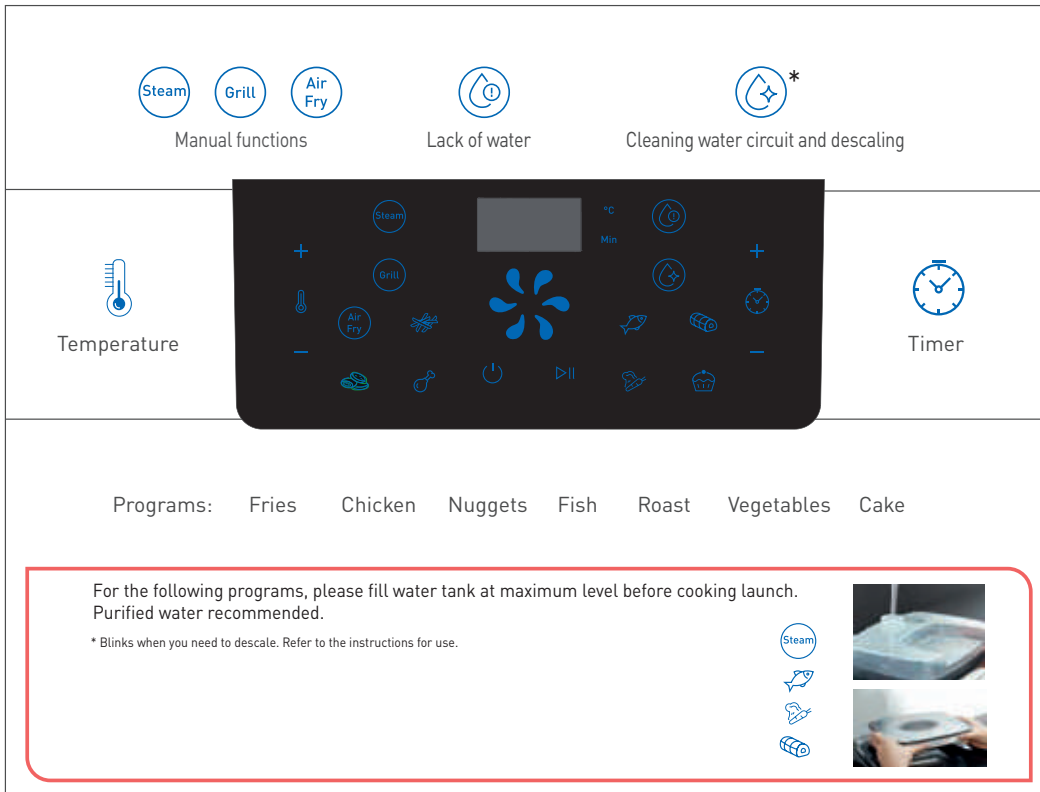 Steam
Grill
Air
Fry
*
Manual functions
Lack of water
Cleaning water circuit and descaling
Steam
°C
Min
+
+
Grill
Air
Fry
−
−
Temperature
Timer
Programs: Fries Chicken Nuggets Fish Roast Vegetables Cake
For the following programs, please fill water tank at maximum level before cooking launch.
Purified water recommended.
* Blinks when you need to descale. Refer to the instructions for use.
Steam